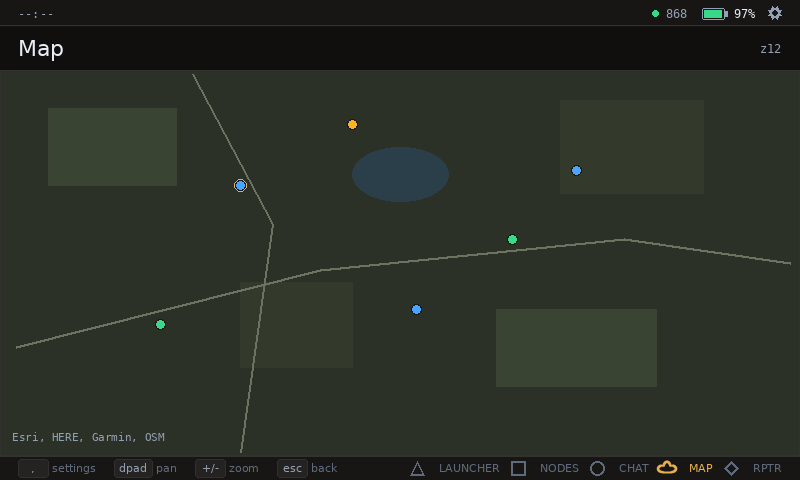 --:-- 868 97%
Map z12
Esri, HERE, Garmin, OSM
. settings dpad pan +/- zoom esc back LAUNCHER NODES CHAT MAP RPTR